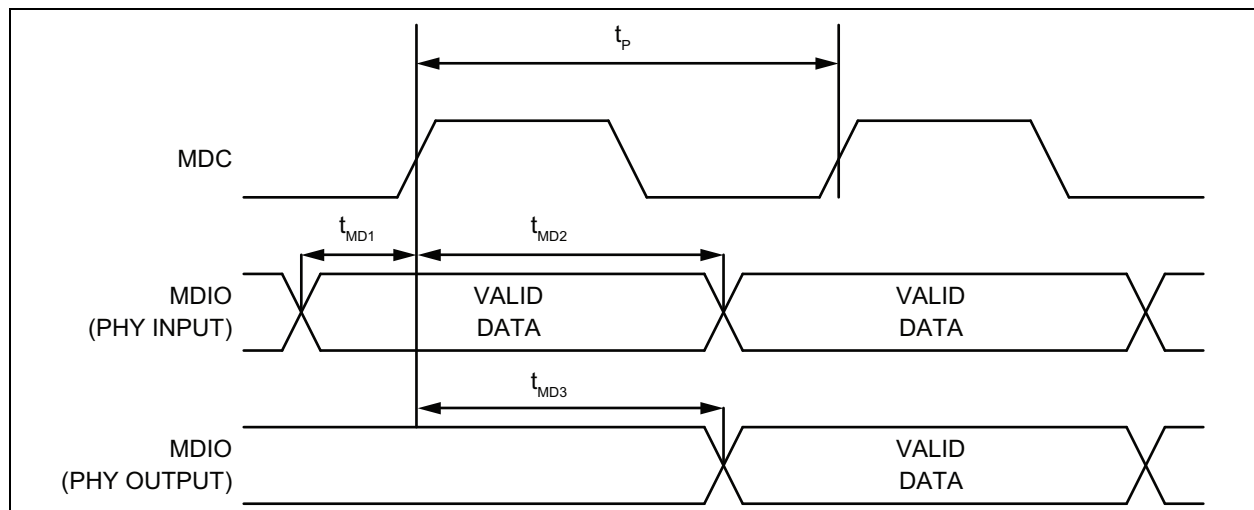 tP
MDC
tMD1
tMD2
MDIO
(PHY INPUT)
VALID
DATA
VALID
DATA
tMD3
MDIO
(PHY OUTPUT)
VALID
DATA